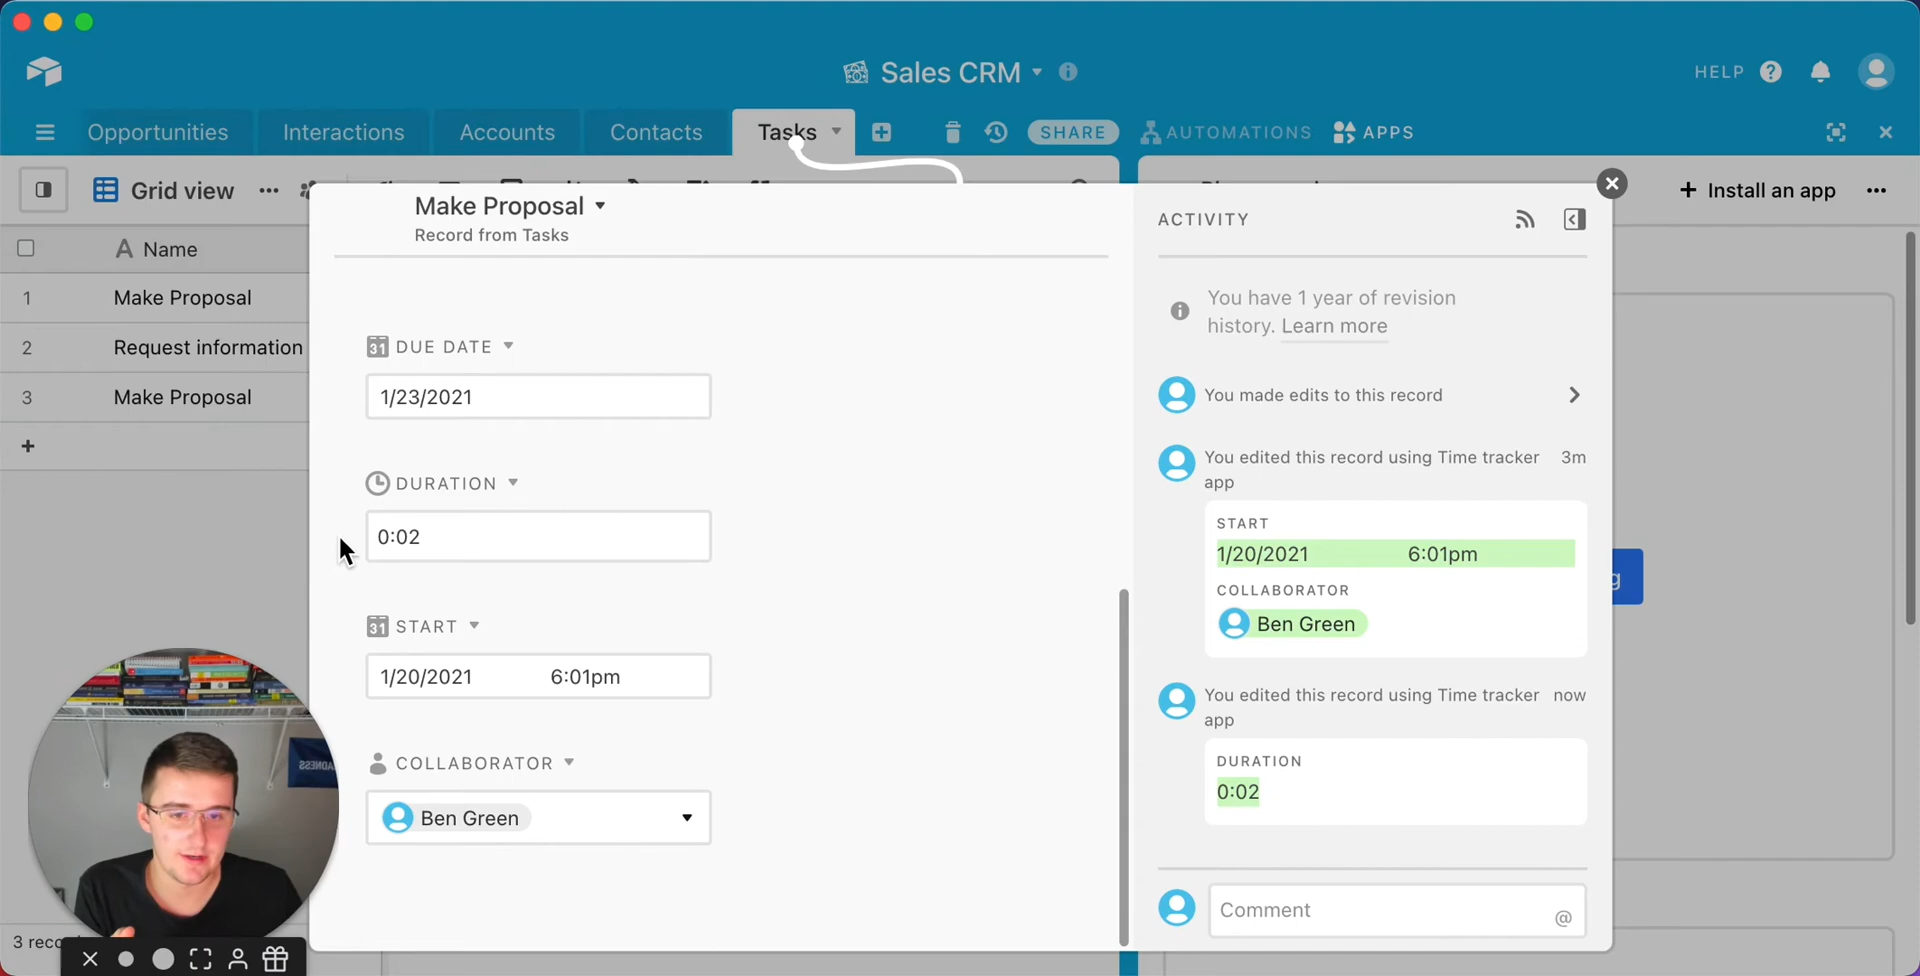 Sales CRM
HELP
Opportunities
Interactions
Accounts
Contacts
Tasks
SHARE
AUTOMATIONS
APPS
Grid view
Install an app
Name
1 Make Proposal
2 Request information
3 Make Proposal
Make Proposal
Record from Tasks
31 DUE DATE
1/23/2021
DURATION
0:02
31 START
1/20/2021 6:01pm
COLLABORATOR
Ben Green
ACTIVITY
You have 1 year of revision
history. Learn more
You made edits to this record
You edited this record using Time tracker 3m
app
START
1/20/2021 6:01pm
COLLABORATOR
Ben Green
You edited this record using Time tracker now
app
DURATION
0:02
Comment
@